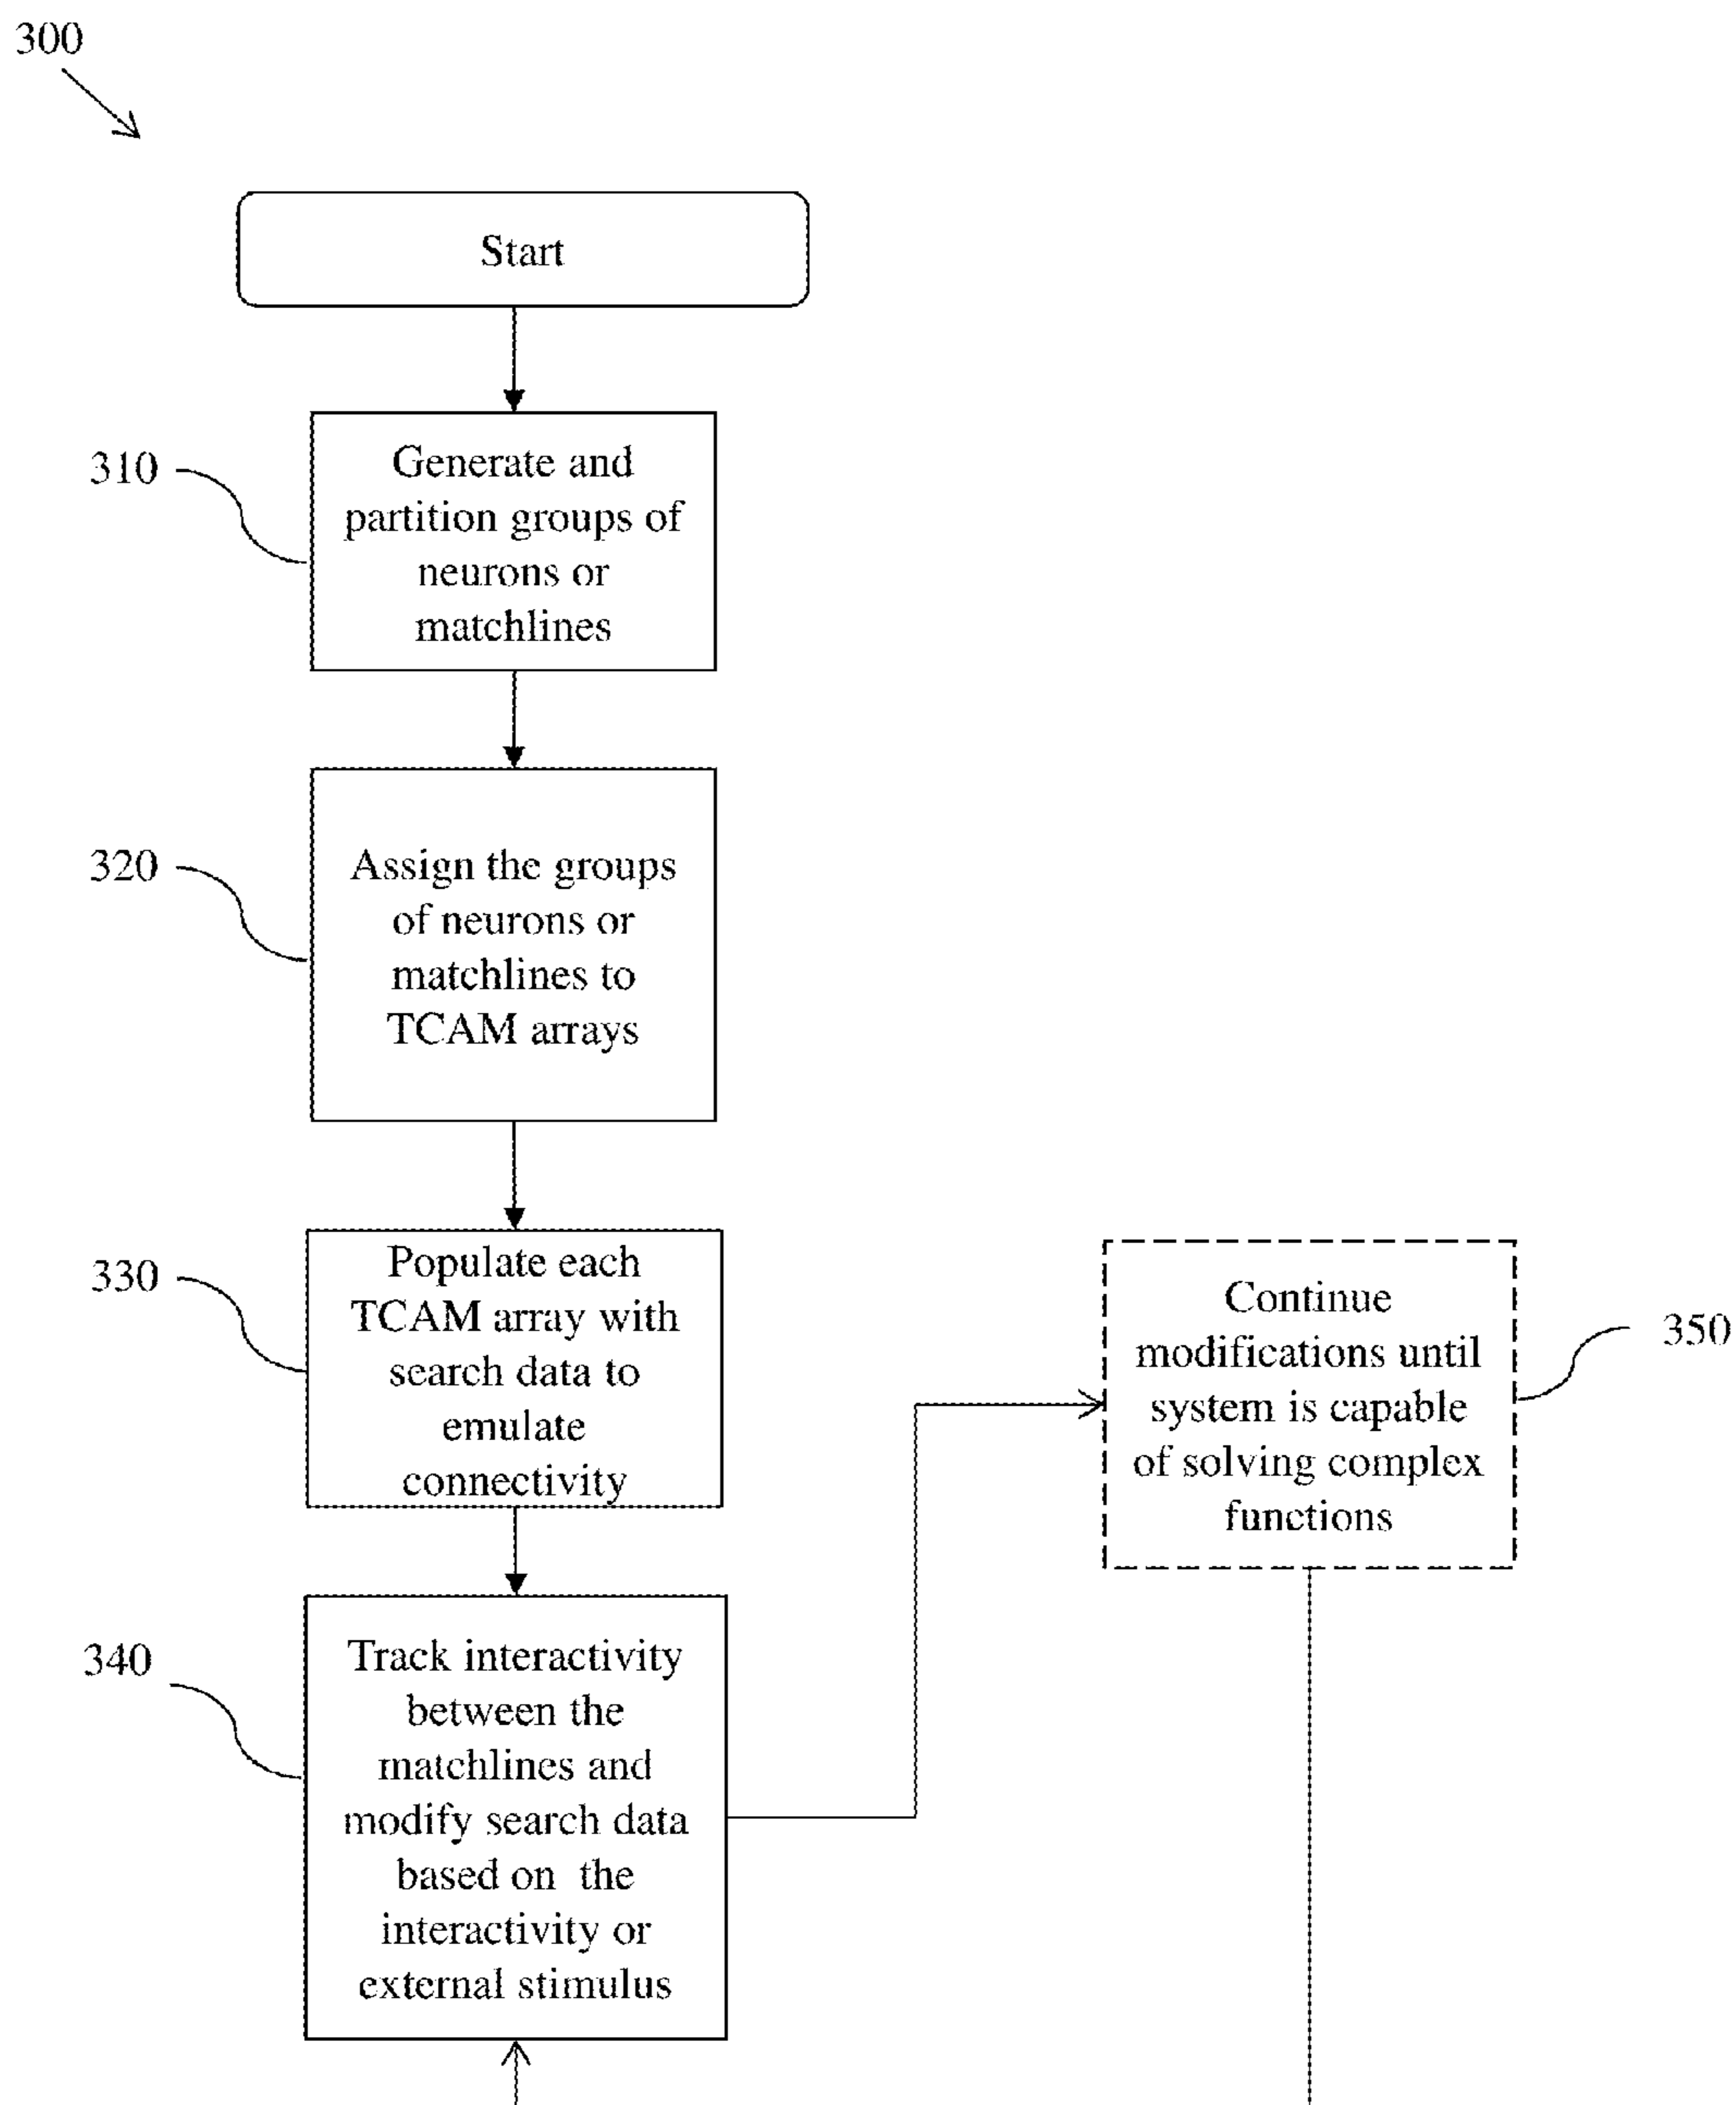 300
Start
310
Generate and
partition groups of
neurons or
matchlines
320
Assign the groups
of neurons or
matchlines to
TCAM arrays
330
Populate each
TCAM array with
search data to
emulate
connectivity
340
Track interactivity
between the
matchlines and
modify search data
based on the
interactivity or
external stimulus
Continue
modifications until
system is capable
of solving complex
functions
350